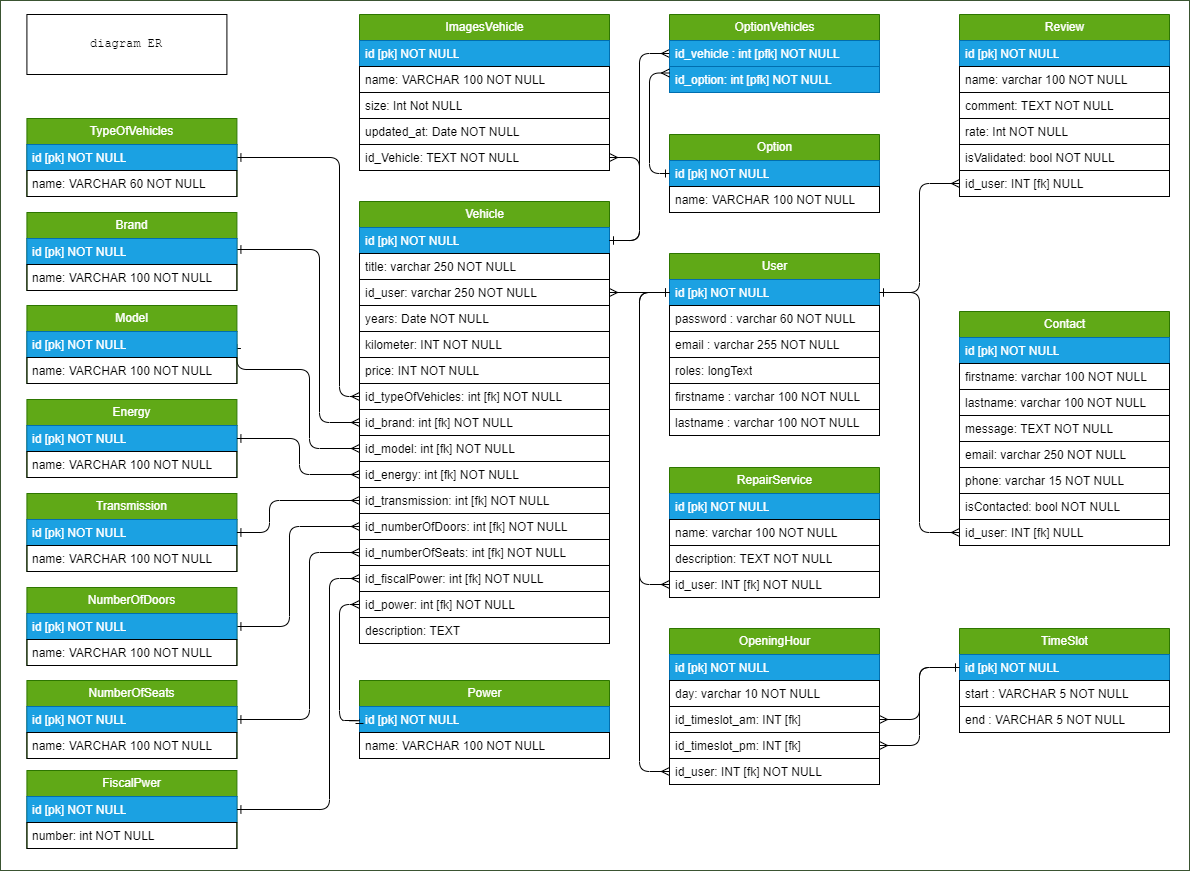 diagram ER
TypeOfVehicles
id [pk] NOT NULL
name: VARCHAR 60 NOT NULL
Brand
id [pk] NOT NULL
name: VARCHAR 100 NOT NULL
Model
id [pk] NOT NULL
name: VARCHAR 100 NOT NULL
Energy
id [pk] NOT NULL
name: VARCHAR 100 NOT NULL
Transmission
id [pk] NOT NULL
name: VARCHAR 100 NOT NULL
NumberOfDoors
id [pk] NOT NULL
name: VARCHAR 100 NOT NULL
NumberOfSeats
id [pk] NOT NULL
name: VARCHAR 100 NOT NULL
FiscalPwer
id [pk] NOT NULL
number: int NOT NULL
ImagesVehicle
id [pk] NOT NULL
name: VARCHAR 100 NOT NULL
size: Int Not NULL
updated_at: Date NOT NULL
id_Vehicle: TEXT NOT NULL
Vehicle
id [pk] NOT NULL
title: varchar 250 NOT NULL
id_user: varchar 250 NOT NULL
years: Date NOT NULL
kilometer: INT NOT NULL
price: INT NOT NULL
id_typeOfVehicles: int [fk] NOT NULL
id_brand: int [fk] NOT NULL
id_model: int [fk] NOT NULL
id_energy: int [fk] NOT NULL
id_transmission: int [fk] NOT NULL
id_numberOfDoors: int [fk] NOT NULL
id_numberOfSeats: int [fk] NOT NULL
id_fiscalPower: int [fk] NOT NULL
id_power: int [fk] NOT NULL
description: TEXT
Power
id [pk] NOT NULL
name: VARCHAR 100 NOT NULL
OptionVehicles
id_vehicle : int [pfk] NOT NULL
id_option: int [pfk] NOT NULL
Option
id [pk] NOT NULL
name: VARCHAR 100 NOT NULL
User
id [pk] NOT NULL
password : varchar 60 NOT NULL
email : varchar 255 NOT NULL
roles: longText
firstname : varchar 100 NOT NULL
lastname : varchar 100 NOT NULL
RepairService
id [pk] NOT NULL
name: varchar 100 NOT NULL
description: TEXT NOT NULL
id_user: INT [fk] NOT NULL
OpeningHour
id [pk] NOT NULL
day: varchar 10 NOT NULL
id_timeslot_am: INT [fk]
id_timeslot_pm: INT [fk]
id_user: INT [fk] NOT NULL
Review
id [pk] NOT NULL
name: varchar 100 NOT NULL
comment: TEXT NOT NULL
rate: Int NOT NULL
isValidated: bool NOT NULL
id_user: INT [fk] NULL
Contact
id [pk] NOT NULL
firstname: varchar 100 NOT NULL
lastname: varchar 100 NOT NULL
message: TEXT NOT NULL
email: varchar 250 NOT NULL
phone: varchar 15 NOT NULL
isContacted: bool NOT NULL
id_user: INT [fk] NULL
TimeSlot
id [pk] NOT NULL
start : VARCHAR 5 NOT NULL
end : VARCHAR 5 NOT NULL